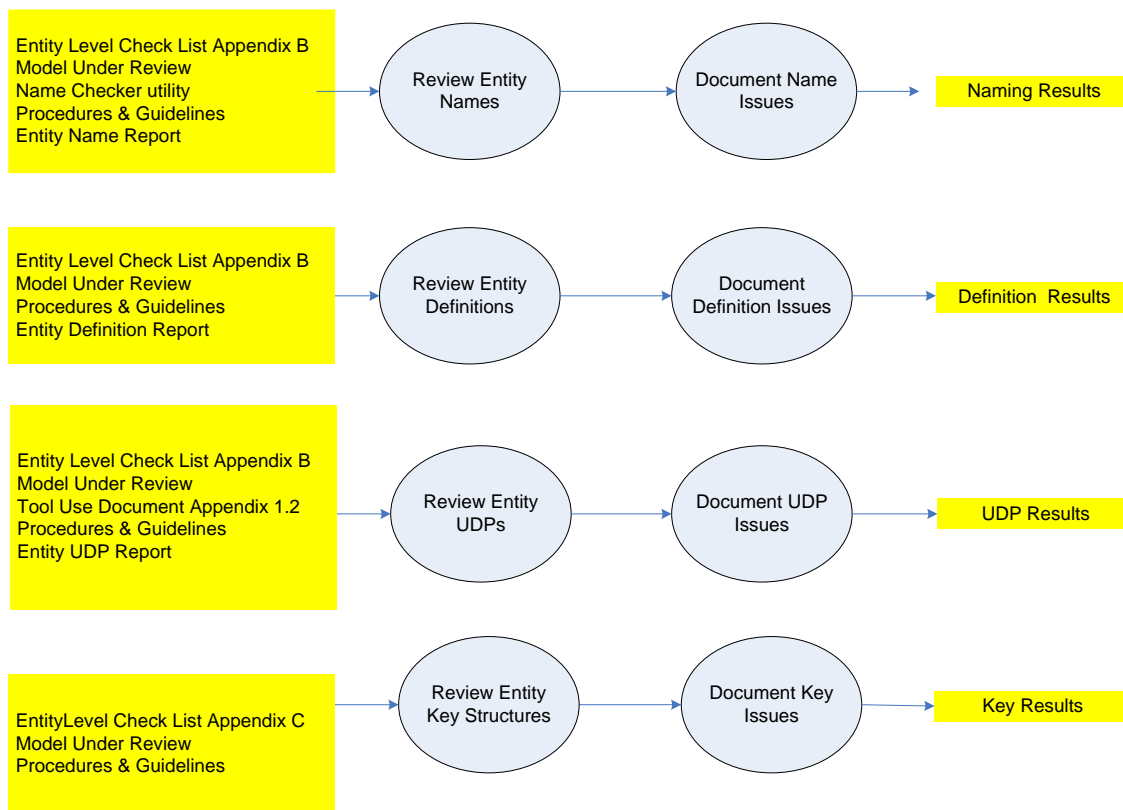 Entity Level Check List Appendix B
Model Under Review
Name Checker utility
Procedures & Guidelines
Entity Name Report
Review Entity
Names
Document Name
Issues
Naming Results
Entity Level Check List Appendix B
Model Under Review
Procedures & Guidelines
Entity Definition Report
Review Entity
Definitions
Document
Definition Issues
Definition  Results
Entity Level Check List Appendix B
Model Under Review
Tool Use Document Appendix 1.2
Procedures & Guidelines
Entity UDP Report
Review Entity
UDPs
Document UDP
Issues
UDP Results
EntityLevel Check List Appendix C
Model Under Review
Procedures & Guidelines
Review Entity
Key Structures
Document Key
Issues
Key Results